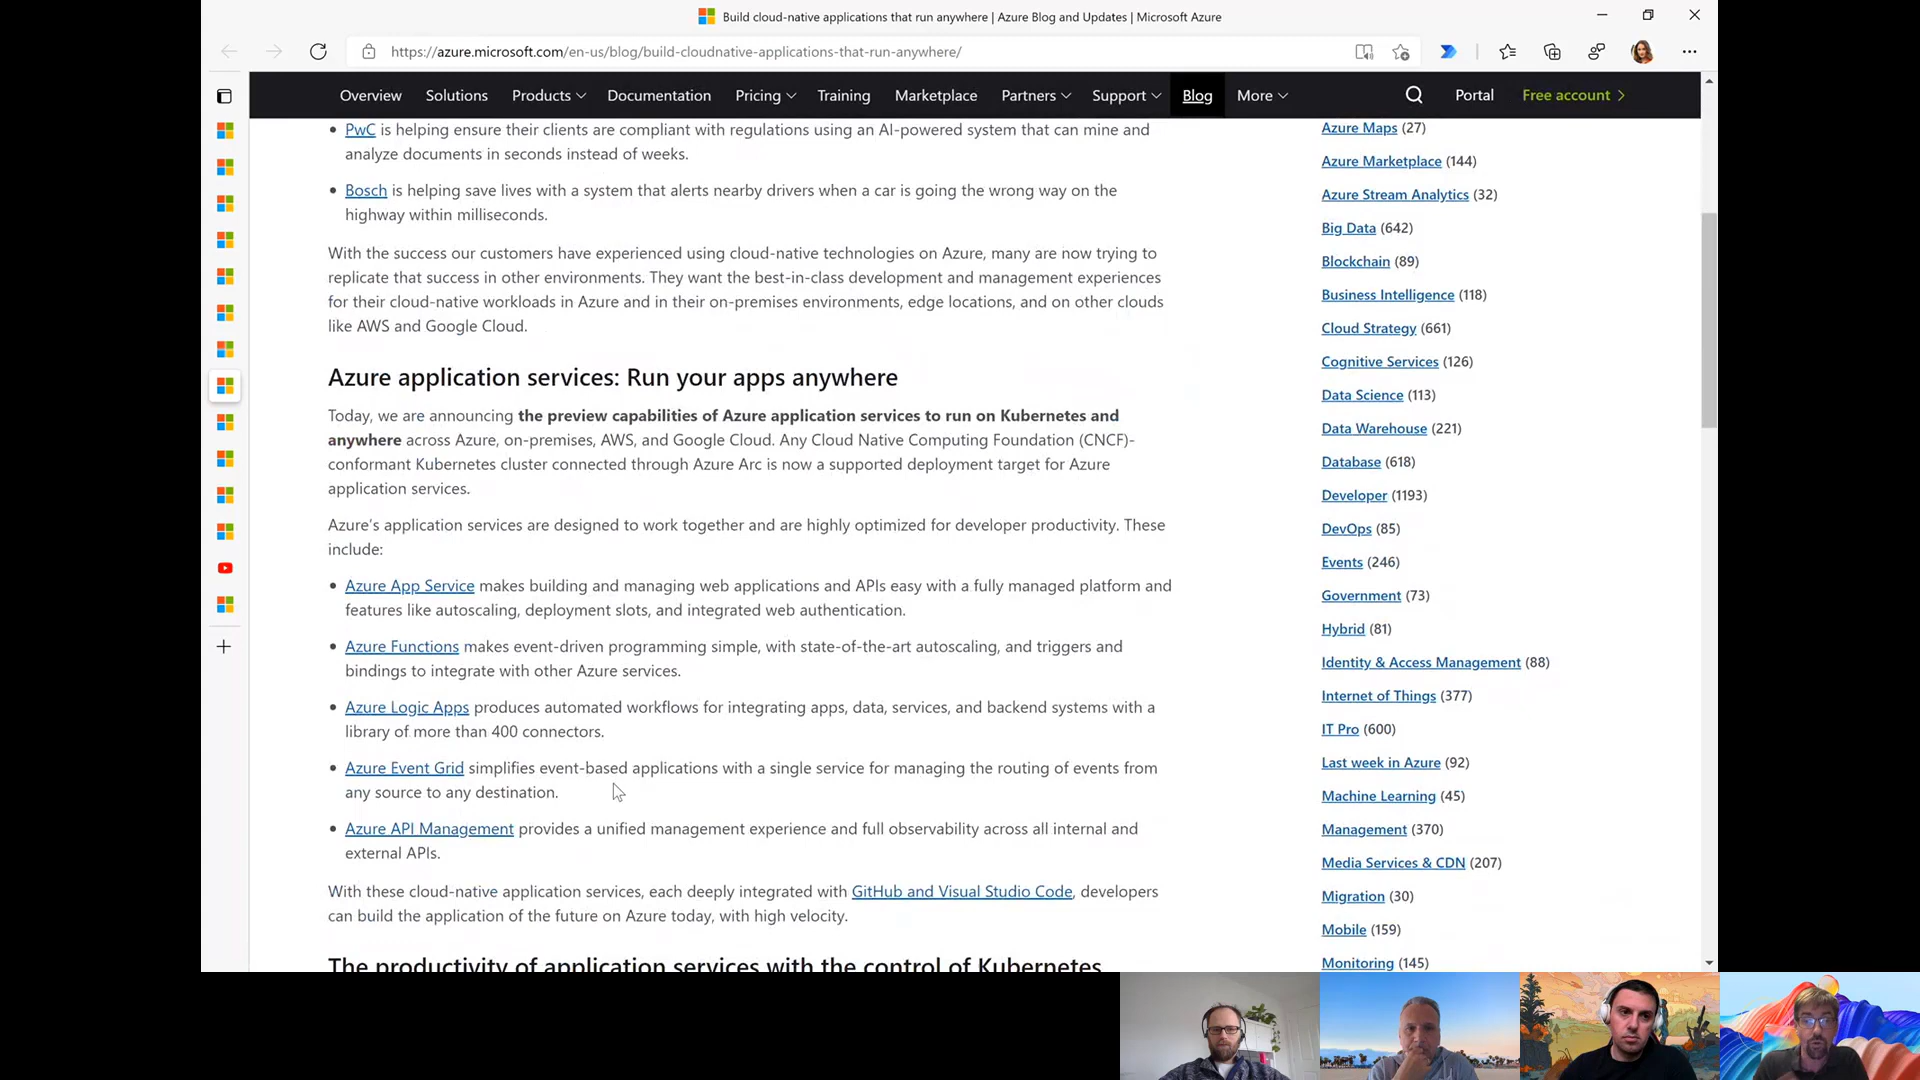 Build cloud-native applications that run anywhere | Azure Blog and Updates | Microsoft Azure
https://azure.microsoft.com/en-us/blog/build-cloudnative-applications-that-run-anywhere/
Overview Solutions Products Documentation Pricing Training Marketplace Partners Support Blog More Portal Free account
PwC is helping ensure their clients are compliant with regulations using an AI-powered system that can mine and
analyze documents in seconds instead of weeks.
Bosch is helping save lives with a system that alerts nearby drivers when a car is going the wrong way on the
highway within milliseconds.
With the success our customers have experienced using cloud-native technologies on Azure, many are now trying to
replicate that success in other environments. They want the best-in-class development and management experiences
for their cloud-native workloads in Azure and in their on-premises environments, edge locations, and on other clouds
like AWS and Google Cloud.
Azure application services: Run your apps anywhere
Today, we are announcing the preview capabilities of Azure application services to run on Kubernetes and
anywhere across Azure, on-premises, AWS, and Google Cloud. Any Cloud Native Computing Foundation (CNCF)-
conformant Kubernetes cluster connected through Azure Arc is now a supported deployment target for Azure
application services.
Azure's application services are designed to work together and are highly optimized for developer productivity. These
include:
Azure App Service makes building and managing web applications and APIs easy with a fully managed platform and
features like autoscaling, deployment slots, and integrated web authentication.
Azure Functions makes event-driven programming simple, with state-of-the-art autoscaling, and triggers and
bindings to integrate with other Azure services.
Azure Logic Apps produces automated workflows for integrating apps, data, services, and backend systems with a
library of more than 400 connectors.
Azure Event Grid simplifies event-based applications with a single service for managing the routing of events from
any source to any destination.
Azure API Management provides a unified management experience and full observability across all internal and
external APIs.
With these cloud-native application services, each deeply integrated with GitHub and Visual Studio Code, developers
can build the application of the future on Azure today, with high velocity.
The productivity of application services with the control of Kubernetes
Azure Maps (27)
Azure Marketplace (144)
Azure Stream Analytics (32)
Big Data (642)
Blockchain (89)
Business Intelligence (118)
Cloud Strategy (661)
Cognitive Services (126)
Data Science (113)
Data Warehouse (221)
Database (618)
Developer (1193)
DevOps (85)
Events (246)
Government (73)
Hybrid (81)
Identity & Access Management (88)
Internet of Things (377)
IT Pro (600)
Last week in Azure (92)
Machine Learning (45)
Management (370)
Media Services & CDN (207)
Migration (30)
Mobile (159)
Monitoring (145)